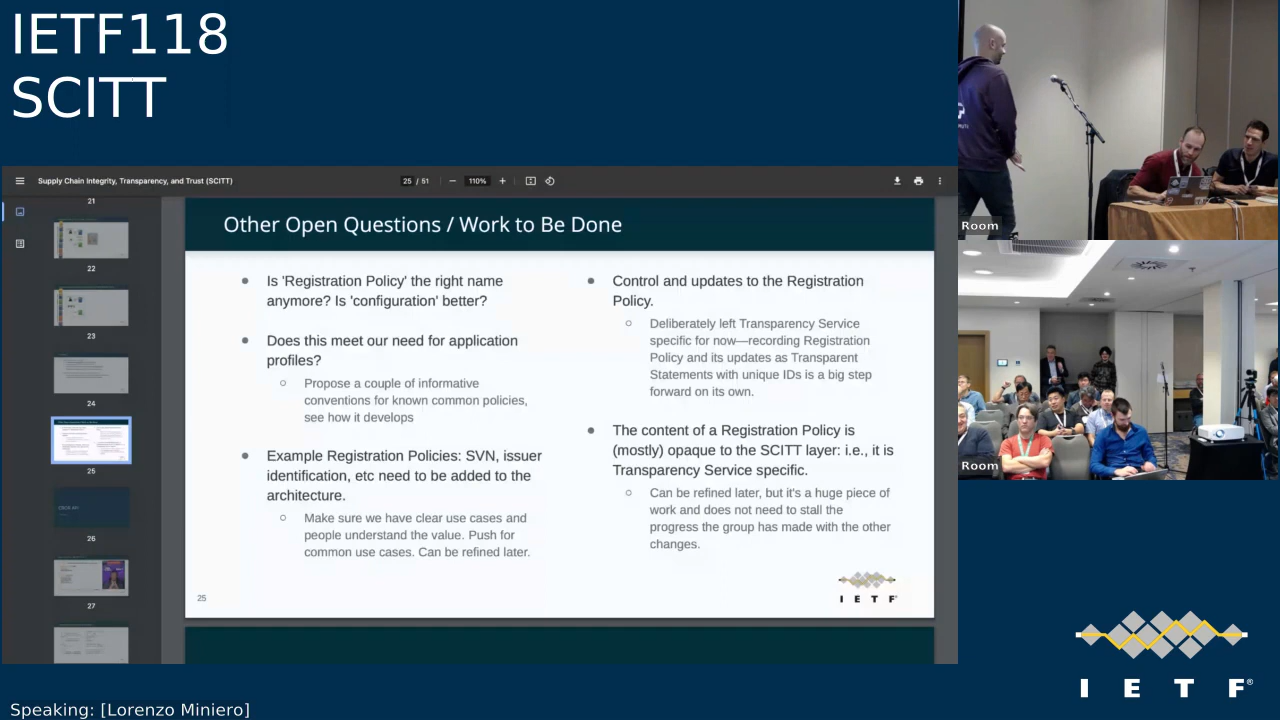 IETF118
SCITT
Supply Chain Integrity, Transparency, and Trust (SCITT)
25 / 51
110%
21
22
23
24
25
26
27
Other Open Questions / Work to Be Done
Is 'Registration Policy' the right name
anymore? Is 'configuration' better?
Does this meet our need for application
profiles?
Propose a couple of informative
conventions for known common policies,
see how it develops
Example Registration Policies: SVN, issuer
identification, etc need to be added to the
architecture.
Make sure we have clear use cases and
people understand the value. Push for
common use cases. Can be refined later.
Control and updates to the Registration
Policy.
Deliberately left Transparency Service
specific for now—recording Registration
Policy and its updates as Transparent
Statements with unique IDs is a big step
forward on its own.
The content of a Registration Policy is
(mostly) opaque to the SCITT layer: i.e., it is
Transparency Service specific.
Can be refined later, but it's a huge piece of
work and does not need to stall the
progress the group has made with the other
changes.
25
I E T F
Room
Room
I E T F®
Speaking: [Lorenzo Miniero]